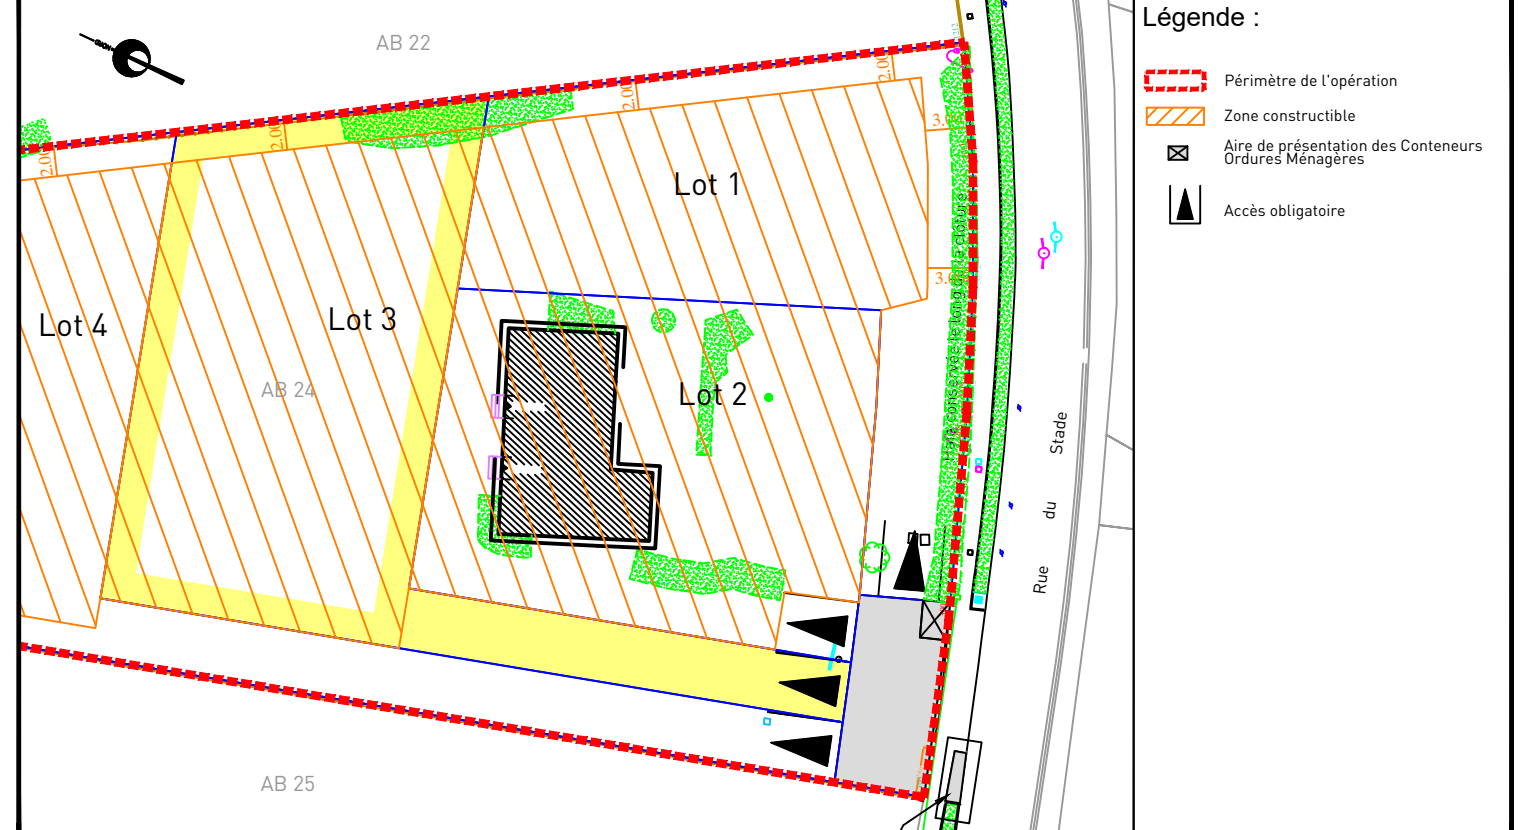 Légende :
Périmètre de l'opération
Zone constructible
Aire de présentation des Conteneurs
Ordures Ménagères
Accès obligatoire
AB 22
2.00
2.00
2.00
2.00
Lot 1
Lot 3
Lot 4
AB 24
Lot 2
Rue du Stade
AB 25